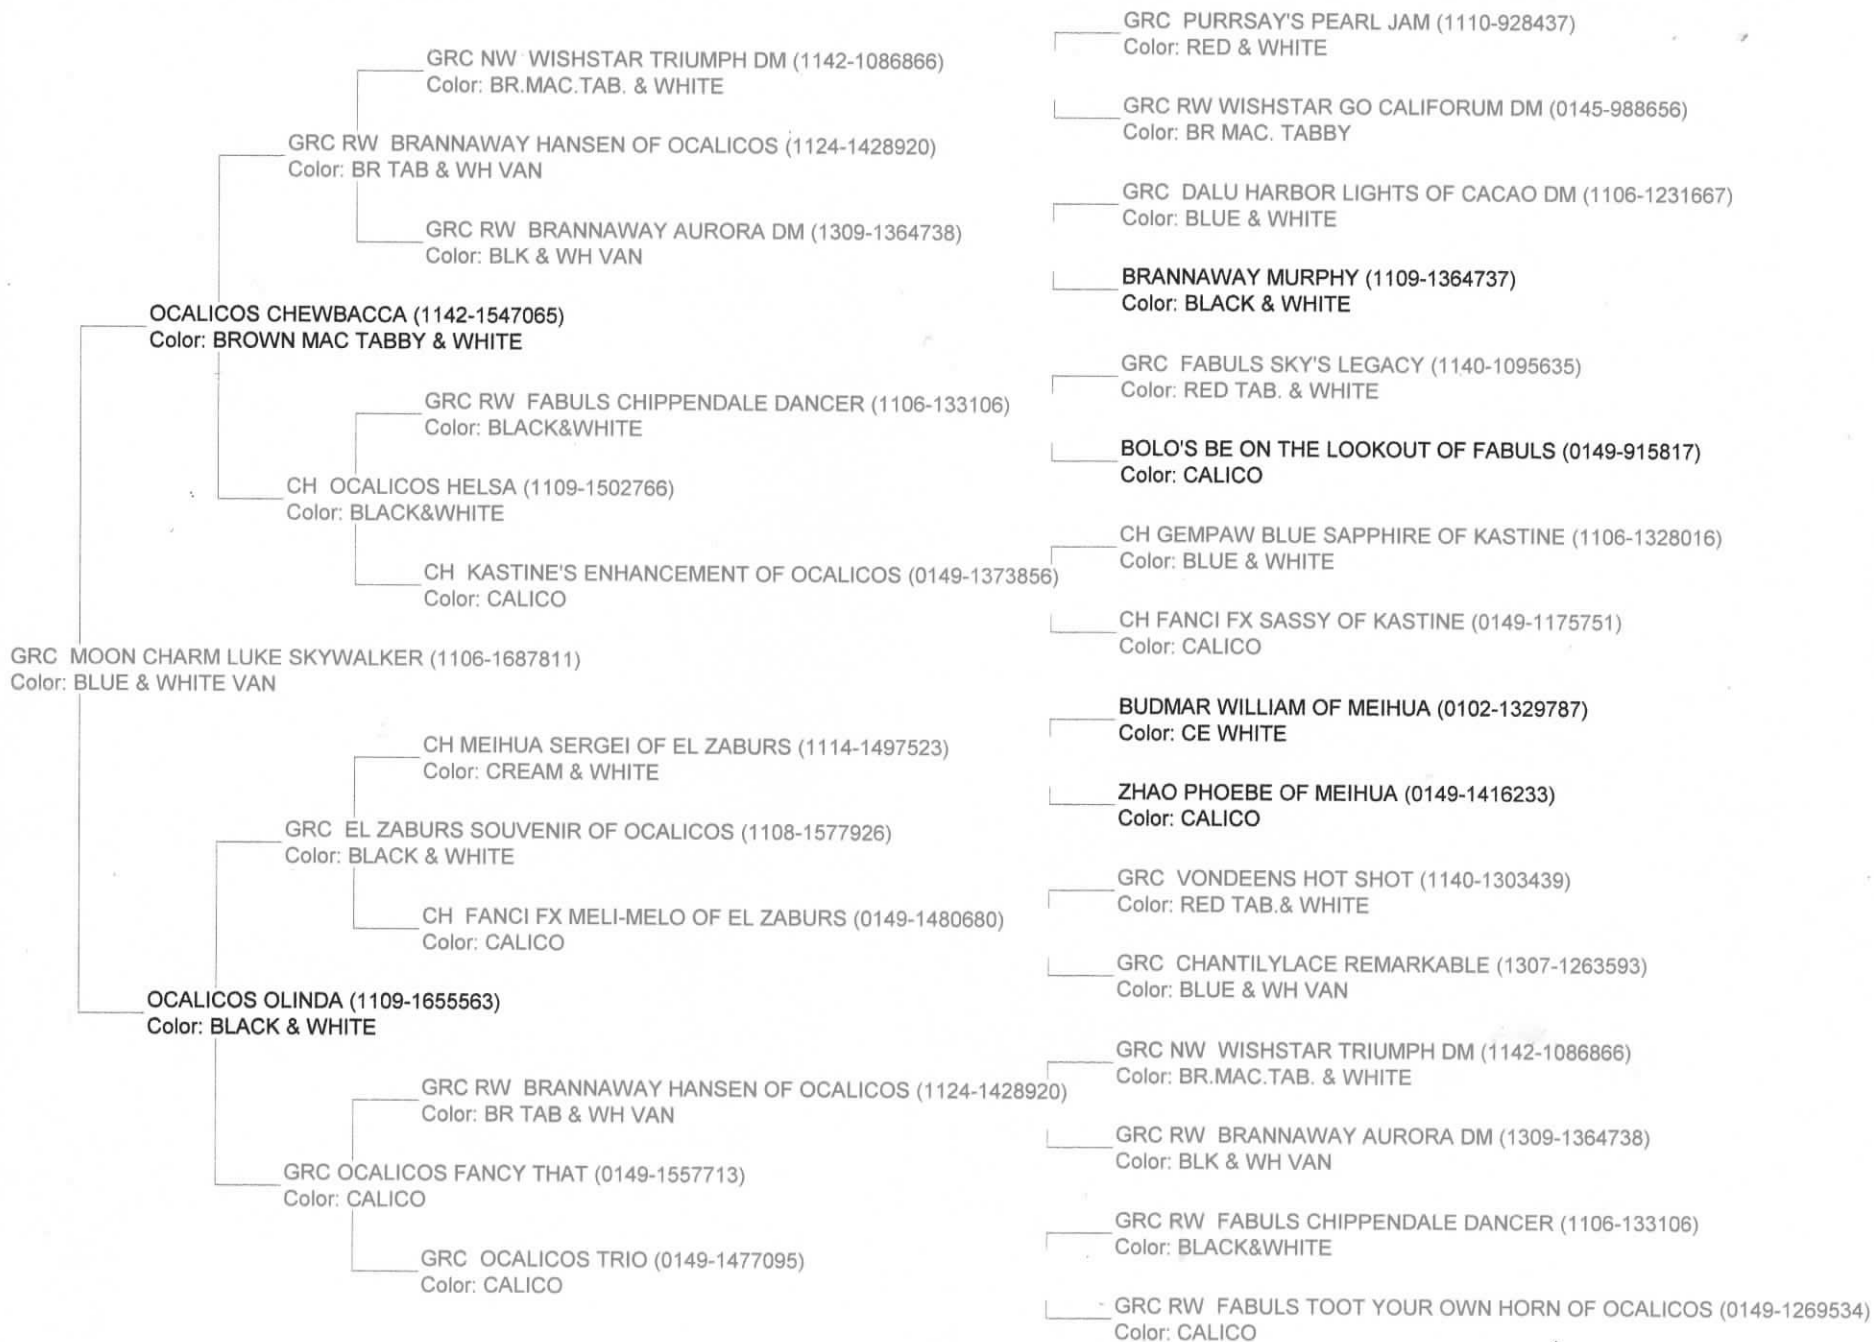 GRC PURRSAY'S PEARL JAM (1110-928437)
Color: RED & WHITE
GRC NW WISHSTAR TRIUMPH DM (1142-1086866)
Color: BR.MAC.TAB. & WHITE
GRC RW WISHSTAR GO CALIFORUM DM (0145-988656)
Color: BR MAC. TABBY
GRC RW BRANNAWAY HANSEN OF OCALICOS (1124-1428920)
Color: BR TAB & WH VAN
GRC DALU HARBOR LIGHTS OF CACAO DM (1106-1231667)
Color: BLUE & WHITE
GRC RW BRANNAWAY AURORA DM (1309-1364738)
Color: BLK & WH VAN
BRANNAWAY MURPHY (1109-1364737)
Color: BLACK & WHITE
OCALICOS CHEWBACCA (1142-1547065)
Color: BROWN MAC TABBY & WHITE
GRC FABULS SKY'S LEGACY (1140-1095635)
Color: RED TAB. & WHITE
GRC RW FABULS CHIPPENDALE DANCER (1106-133106)
Color: BLACK&WHITE
BOLO'S BE ON THE LOOKOUT OF FABULS (0149-915817)
Color: CALICO
CH OCALICOS HELSA (1109-1502766)
Color: BLACK&WHITE
CH GEMPAW BLUE SAPPHIRE OF KASTINE (1106-1328016)
Color: BLUE & WHITE
CH KASTINE'S ENHANCEMENT OF OCALICOS (0149-1373856)
Color: CALICO
CH FANCI FX SASSY OF KASTINE (0149-1175751)
Color: CALICO
GRC MOON CHARM LUKE SKYWALKER (1106-1687811)
Color: BLUE & WHITE VAN
BUDMAR WILLIAM OF MEIHUA (0102-1329787)
Color: CE WHITE
CH MEIHUA SERGEI OF EL ZABURS (1114-1497523)
Color: CREAM & WHITE
ZHAO PHOEBE OF MEIHUA (0149-1416233)
Color: CALICO
GRC EL ZABURS SOUVENIR OF OCALICOS (1108-1577926)
Color: BLACK & WHITE
GRC VONDEENS HOT SHOT (1140-1303439)
Color: RED TAB.& WHITE
CH FANCI FX MELI-MELO OF EL ZABURS (0149-1480680)
Color: CALICO
GRC CHANTILYLACE REMARKABLE (1307-1263593)
Color: BLUE & WH VAN
OCALICOS OLINDA (1109-1655563)
Color: BLACK & WHITE
GRC NW WISHSTAR TRIUMPH DM (1142-1086866)
Color: BR.MAC.TAB. & WHITE
GRC RW BRANNAWAY HANSEN OF OCALICOS (1124-1428920)
Color: BR TAB & WH VAN
GRC RW BRANNAWAY AURORA DM (1309-1364738)
Color: BLK & WH VAN
GRC OCALICOS FANCY THAT (0149-1557713)
Color: CALICO
GRC RW FABULS CHIPPENDALE DANCER (1106-133106)
Color: BLACK&WHITE
GRC OCALICOS TRIO (0149-1477095)
Color: CALICO
GRC RW FABULS TOOT YOUR OWN HORN OF OCALICOS (0149-1269534)
Color: CALICO